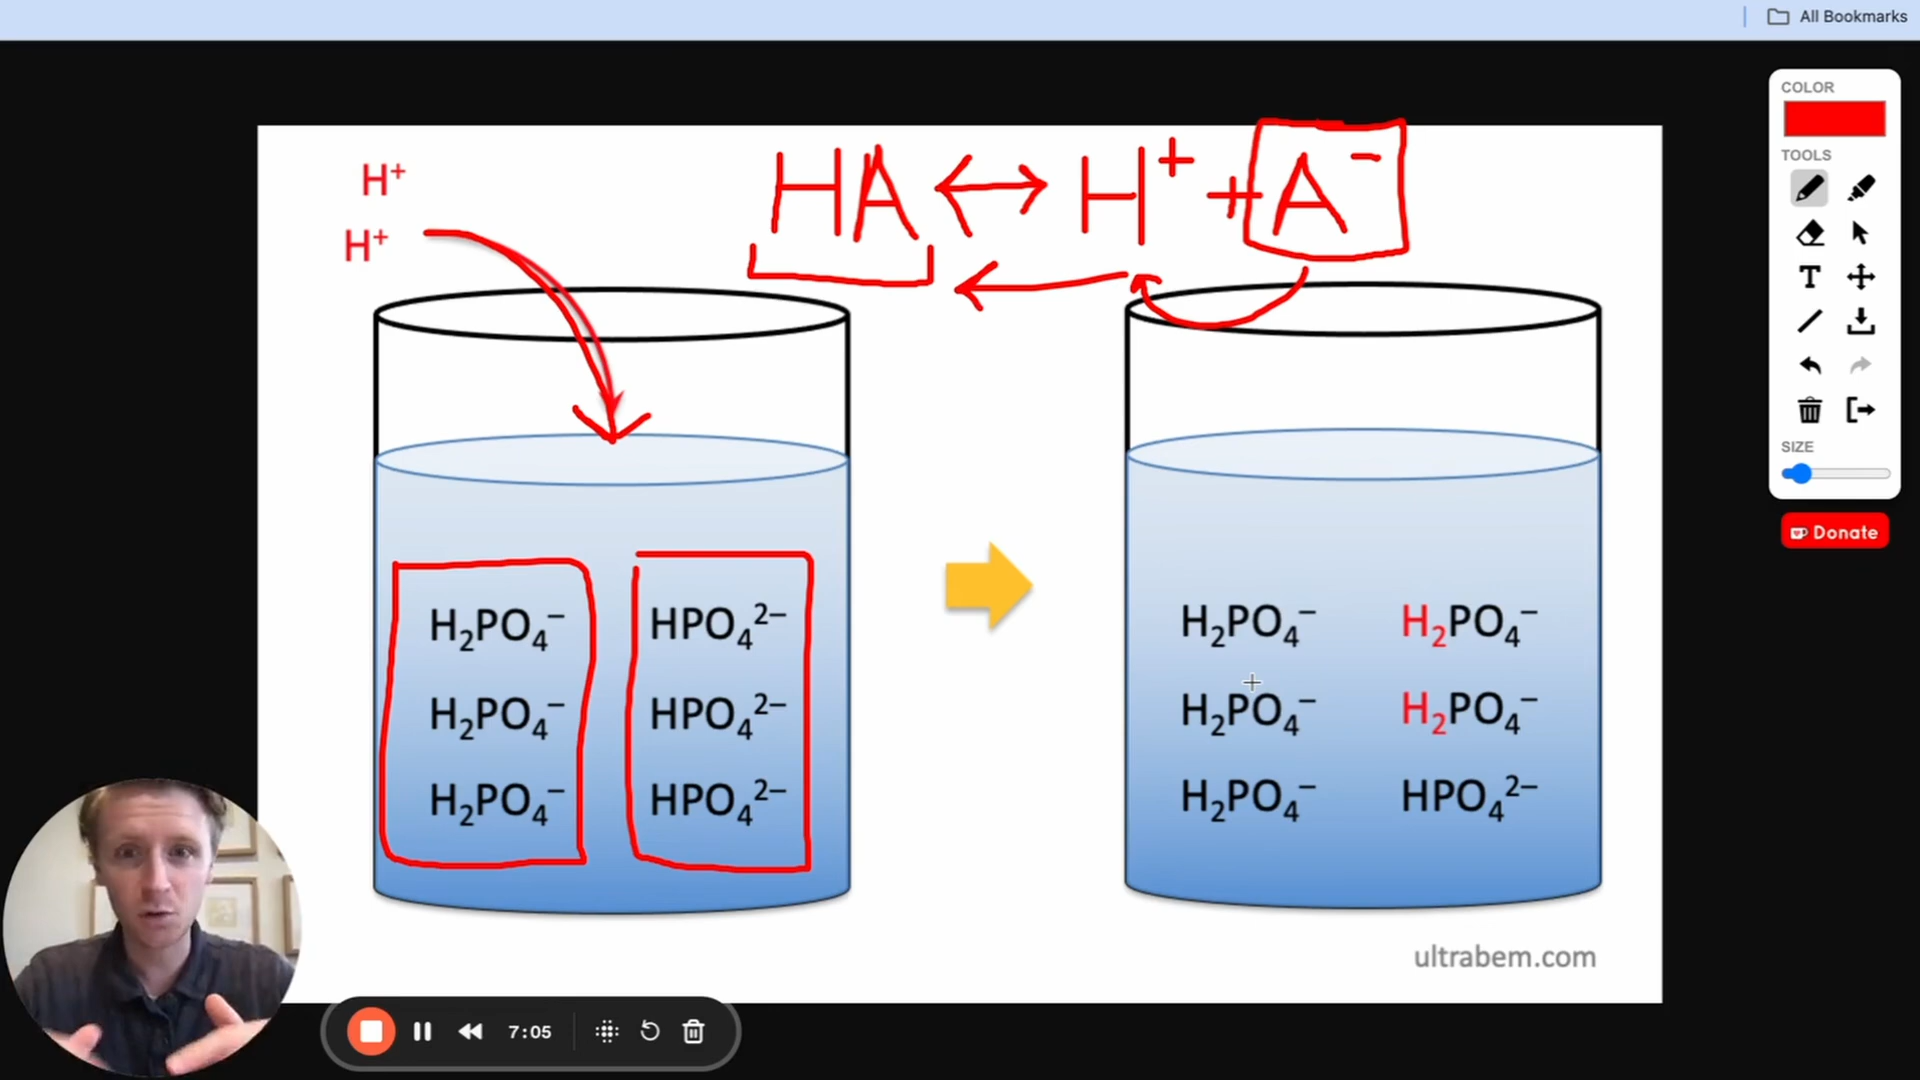 All Bookmarks
COLOR
TOOLS
T
SIZE
Donate
H⁺
H⁺
HA ↔ H⁺ + A⁻
H₂PO₄⁻ HPO₄²⁻
H₂PO₄⁻ HPO₄²⁻
H₂PO₄⁻ HPO₄²⁻
H₂PO₄⁻ H₂PO₄⁻
H₂PO₄⁻ H₂PO₄⁻
H₂PO₄⁻ HPO₄²⁻
ultrabem.com
7:05